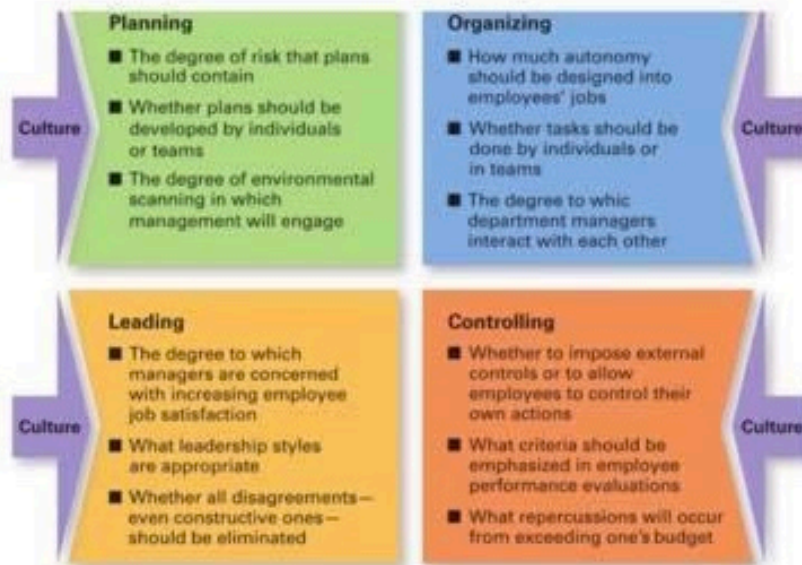 Planning
■ The degree of risk that plans
should contain
■ Whether plans should be
developed by individuals
or teams
■ The degree of environmental
scanning in which
management will engage
Culture
Organizing
■ How much autonomy
should be designed into
employees' jobs
■ Whether tasks should be
done by individuals or
in teams
■ The degree to whic
department managers
interact with each other
Culture
Leading
■ The degree to which
managers are concerned
with increasing employee
job satisfaction
■ What leadership styles
are appropriate
■ Whether all disagreements—
even constructive ones—
should be eliminated
Culture
Controlling
■ Whether to impose external
controls or to allow
employees to control their
own actions
■ What criteria should be
emphasized in employee
performance evaluations
■ What repercussions will occur
from exceeding one's budget
Culture